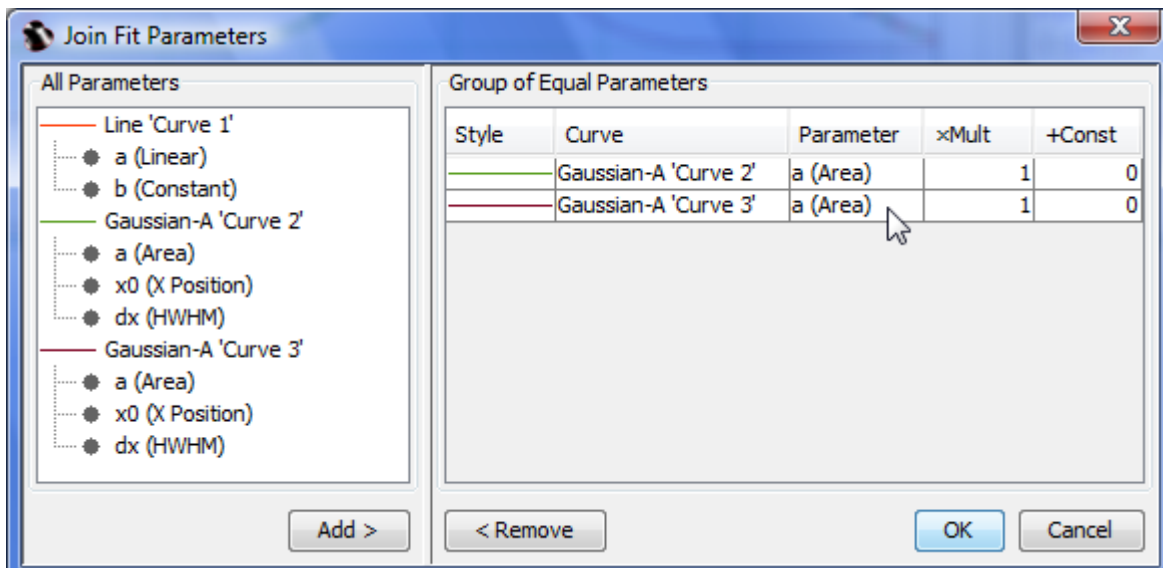 Join Fit Parameters
X
All Parameters
Line 'Curve 1'
a (Linear)
b (Constant)
Gaussian-A 'Curve 2'
a (Area)
x0 (X Position)
dx (HWHM)
Gaussian-A 'Curve 3'
a (Area)
x0 (X Position)
dx (HWHM)
Add >
Group of Equal Parameters
Style Curve Parameter ×Mult +Const
Gaussian-A 'Curve 2' a (Area) 1 0
Gaussian-A 'Curve 3' a (Area) 1 0
< Remove
OK
Cancel